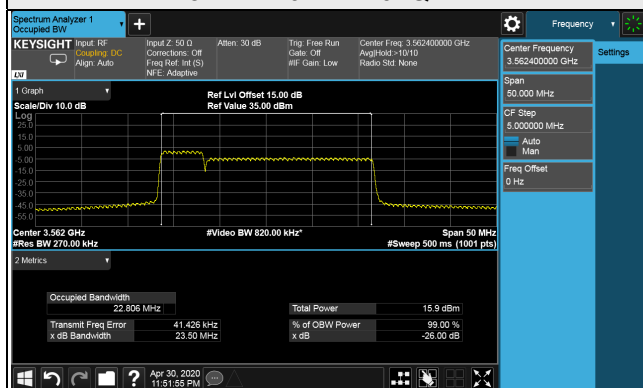 Spectrum Analyzer 1
Occupied BW
Frequency
KEYSIGHT
Input: RF
Coupling: DC
Align: Auto
Input Z: 50 Ω
Corrections: Off
Freq Ref: Int (S)
NFE: Adaptive
Atten: 30 dB
Trig: Free Run
Gate: Off
#IF Gain: Low
Center Freq: 3.562400000 GHz
Avg|Hold:>10/10
Radio Std: None
LXI
Center Frequency
3.562400000 GHz
Settings
Span
50.000 MHz
CF Step
5.000000 MHz
Auto
Man
Freq Offset
0 Hz
1 Graph
Scale/Div 10.0 dB
Ref Lvl Offset 15.00 dB
Ref Value 35.00 dBm
Log
25.0
15.0
5.00
-5.00
-15.0
-25.0
-35.0
-45.0
-55.0
Center 3.562 GHz
#Res BW 270.00 kHz
#Video BW 820.00 kHz*
Span 50 MHz
#Sweep 500 ms (1001 pts)
2 Metrics
Occupied Bandwidth
22.806 MHz
Total Power 15.9 dBm
Transmit Freq Error 41.426 kHz
% of OBW Power 99.00 %
x dB Bandwidth 23.50 MHz
x dB -26.00 dB
?
Apr 30, 2020
11:51:55 PM